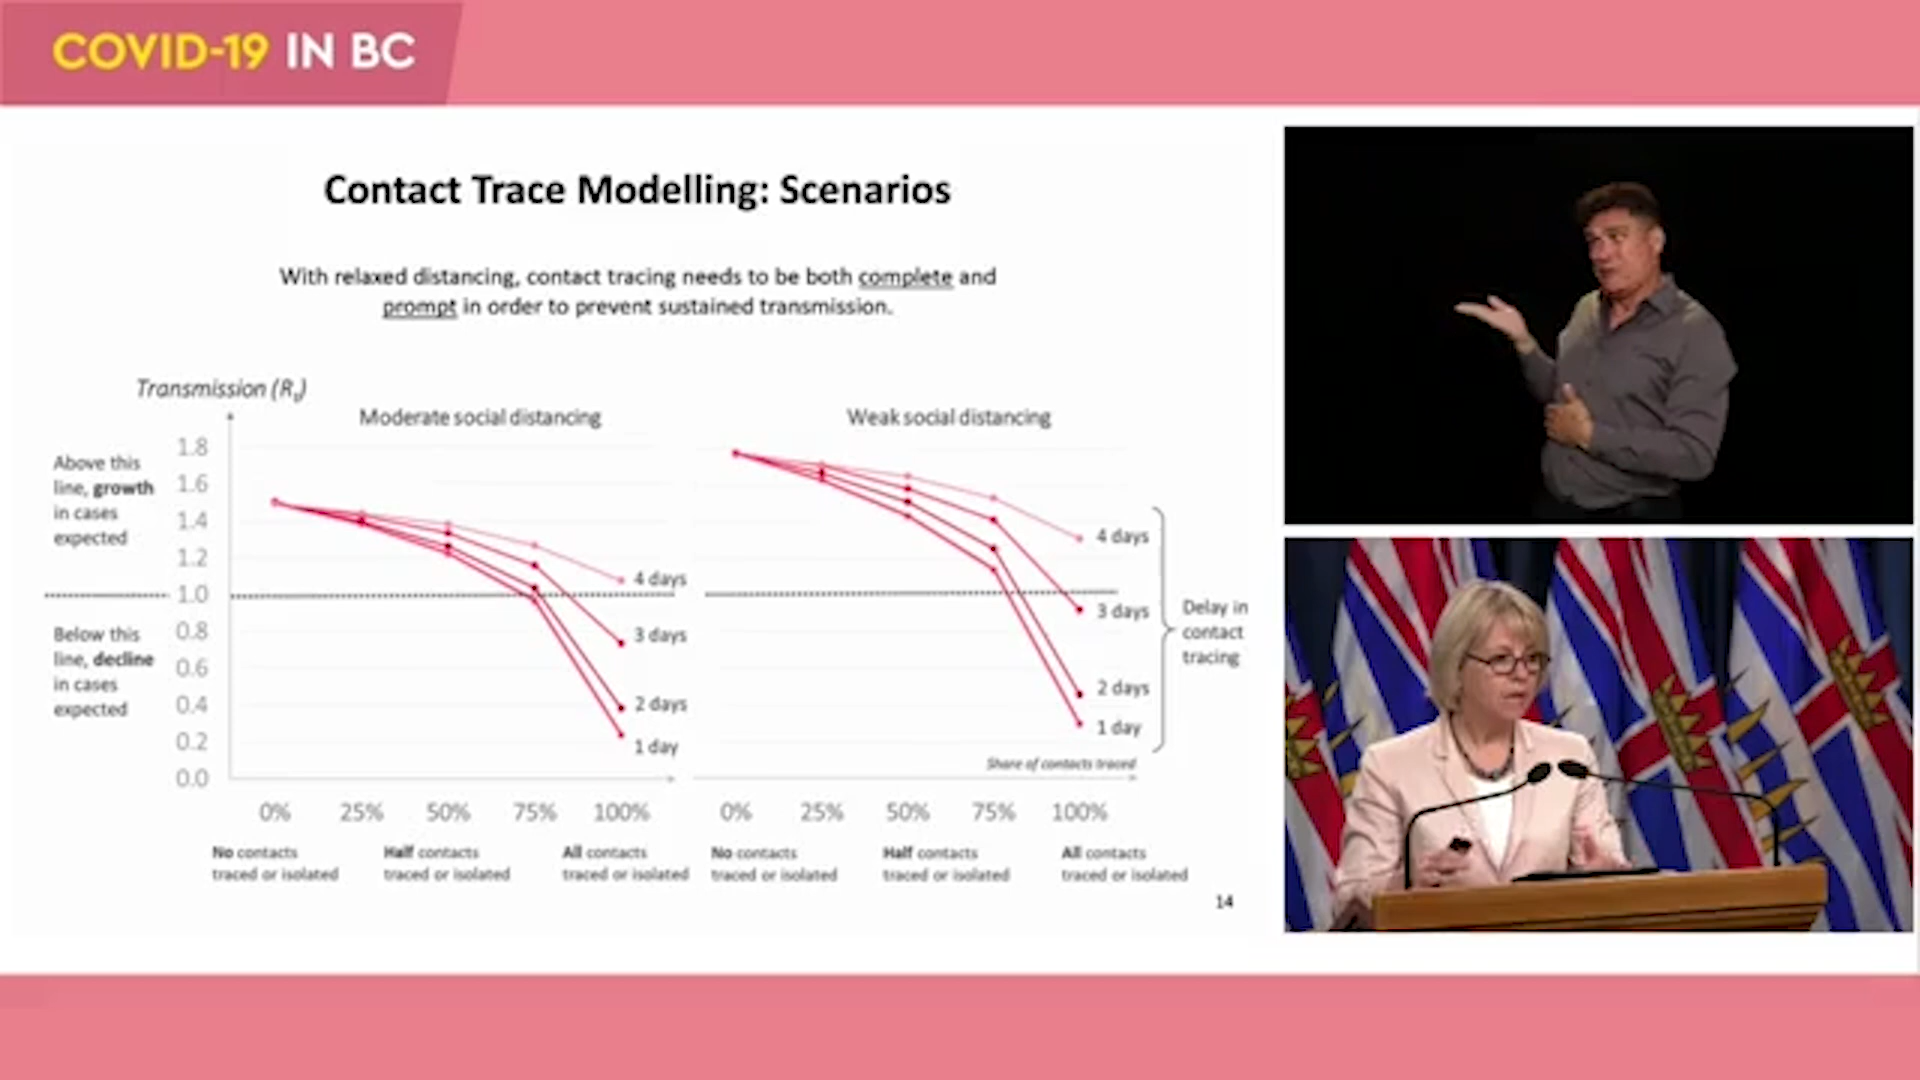 COVID-19 IN BC
Contact Trace Modelling: Scenarios
With relaxed distancing, contact tracing needs to be both complete and
prompt in order to prevent sustained transmission.
Transmission (Rt)
Moderate social distancing
Weak social distancing
Above this
line, growth
in cases
expected
Below this
line, decline
in cases
expected
1.8
1.6
1.4
1.2
1.0
0.8
0.6
0.4
0.2
0.0
4 days
3 days
2 days
1 day
4 days
3 days
2 days
1 day
Delay in
contact
tracing
Share of contacts traced
0% 25% 50% 75% 100%
0% 25% 50% 75% 100%
No contacts
traced or isolated
Half contacts
traced or isolated
All contacts
traced or isolated
No contacts
traced or isolated
Half contacts
traced or isolated
All contacts
traced or isolated
14